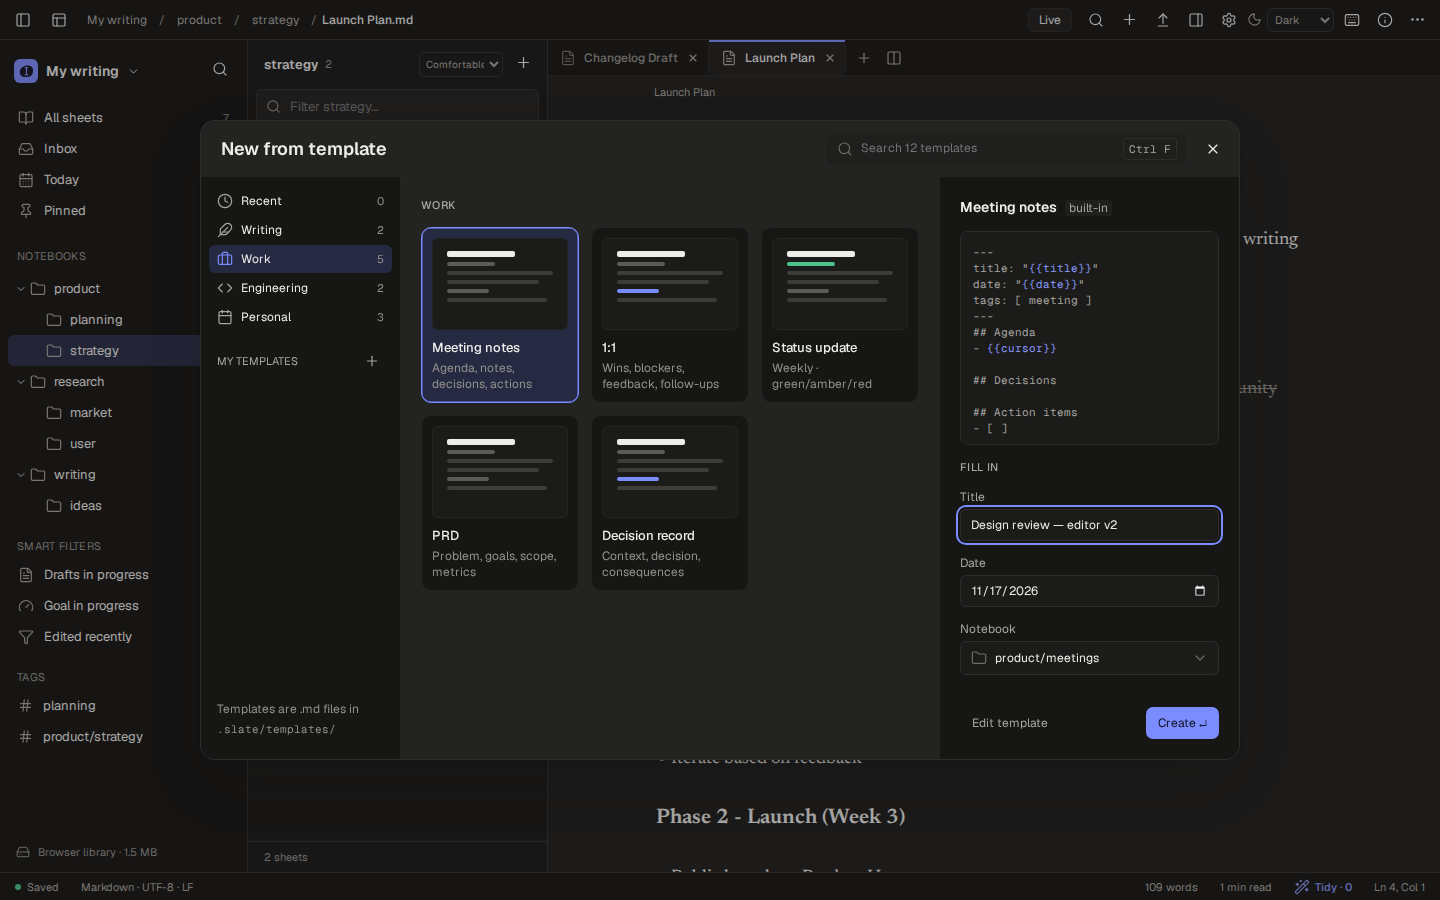 My writing / product / strategy / Launch Plan.md
Live
Dark
My writing
strategy 2
Comfortable
Changelog Draft
Launch Plan
Filter strategy...
Launch Plan
All sheets 7
Inbox
Today
Pinned
NOTEBOOKS
product
planning
strategy
research
market
user
writing
ideas
SMART FILTERS
Drafts in progress
Goal in progress
Edited recently
TAGS
# planning
# product/strategy
Browser library · 1.5 MB
New from template
Search 12 templates
Ctrl F
Recent 0
Writing 2
Work 5
Engineering 2
Personal 3
MY TEMPLATES
Templates are .md files in
.slate/templates/
WORK
Meeting notes
Agenda, notes,
decisions, actions
1:1
Wins, blockers,
feedback, follow-ups
Status update
Weekly ·
green/amber/red
PRD
Problem, goals, scope,
metrics
Decision record
Context, decision,
consequences
Meeting notes built-in
---
title: "{{title}}"
date: "{{date}}"
tags: [ meeting ]
---
## Agenda
- {{cursor}}
## Decisions
## Action items
- [ ]
FILL IN
Title
Design review — editor v2
Date
11/17/2026
Notebook
product/meetings
Edit template
Create ↵
writing
Phase 2 - Launch (Week 3)
2 sheets
Saved
Markdown · UTF-8 · LF
109 words
1 min read
Tidy · 0
Ln 4, Col 1